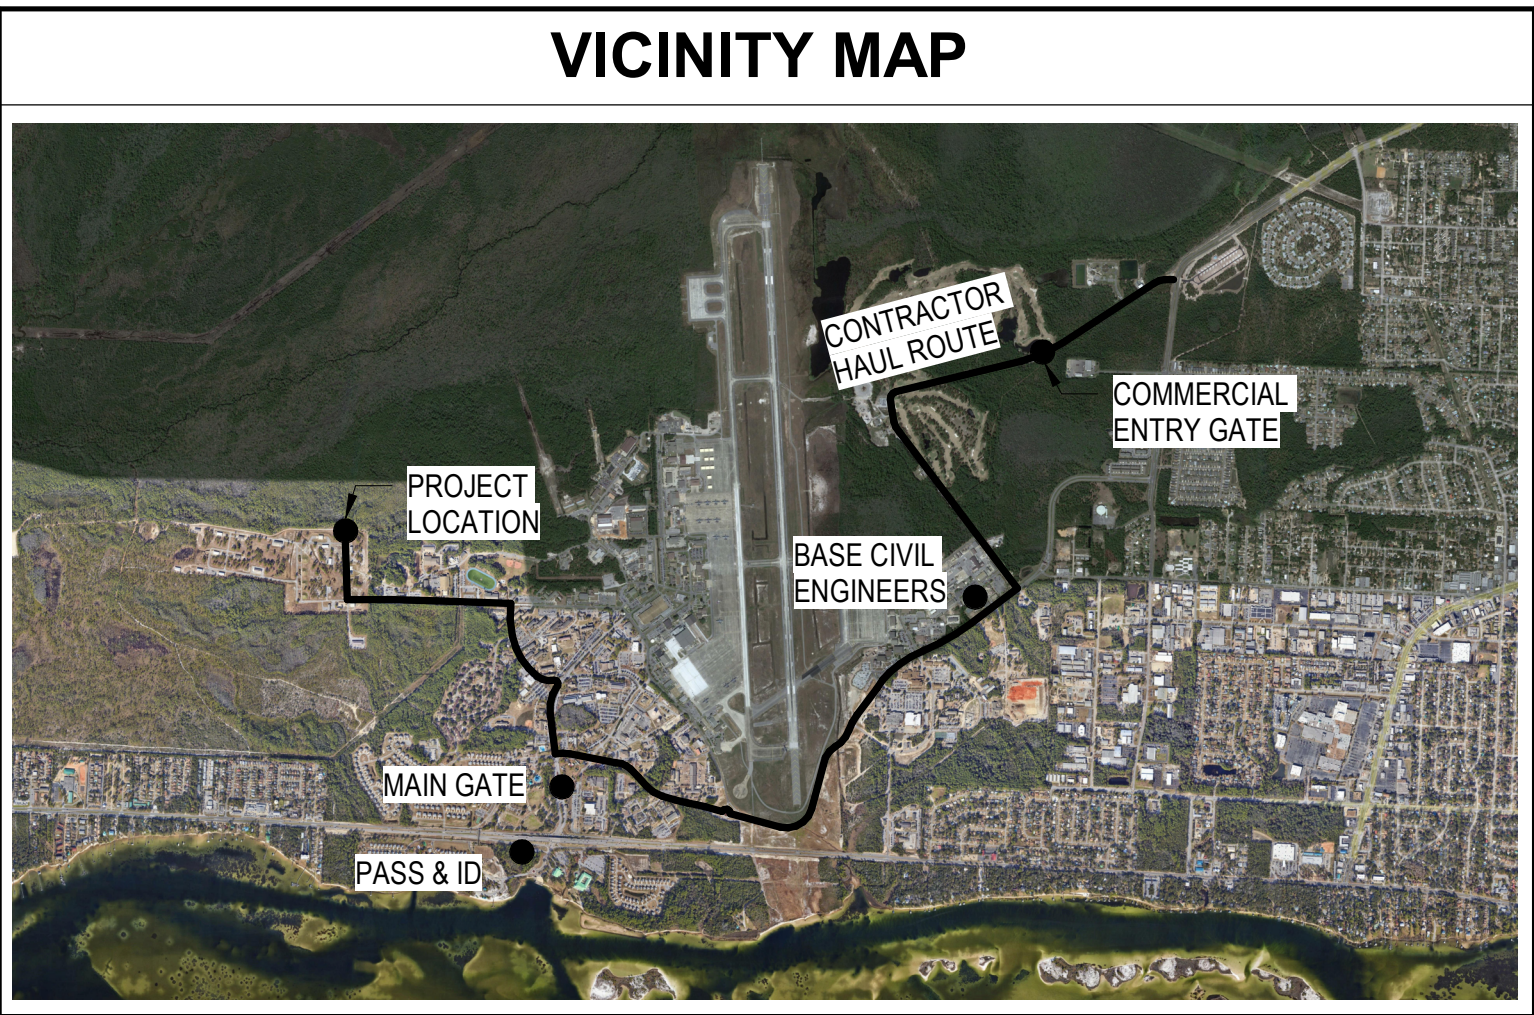 VICINITY MAP
CONTRACTOR
HAUL ROUTE
COMMERCIAL
ENTRY GATE
PROJECT
LOCATION
BASE CIVIL
ENGINEERS
MAIN GATE
PASS & ID